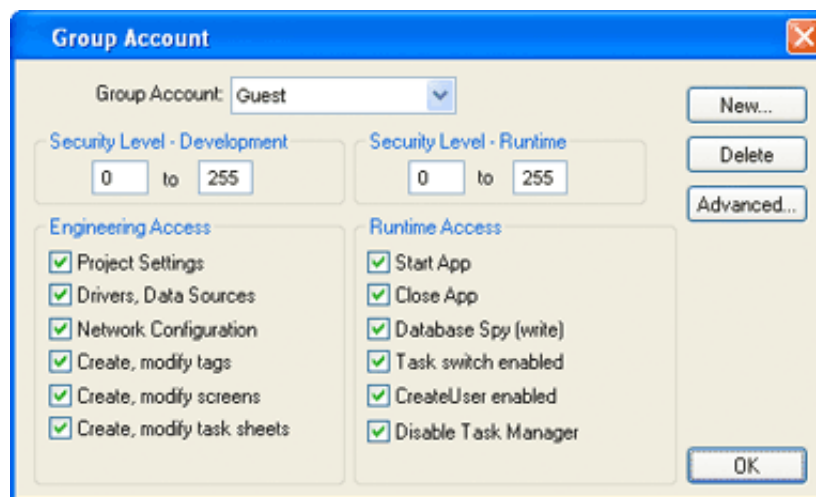 Group Account
Group Account: Guest
New...
Security Level - Development
Security Level - Runtime
0 to 255
0 to 255
Delete
Advanced...
Engineering Access
Project Settings
Drivers, Data Sources
Network Configuration
Create, modify tags
Create, modify screens
Create, modify task sheets
Runtime Access
Start App
Close App
Database Spy (write)
Task switch enabled
CreateUser enabled
Disable Task Manager
OK